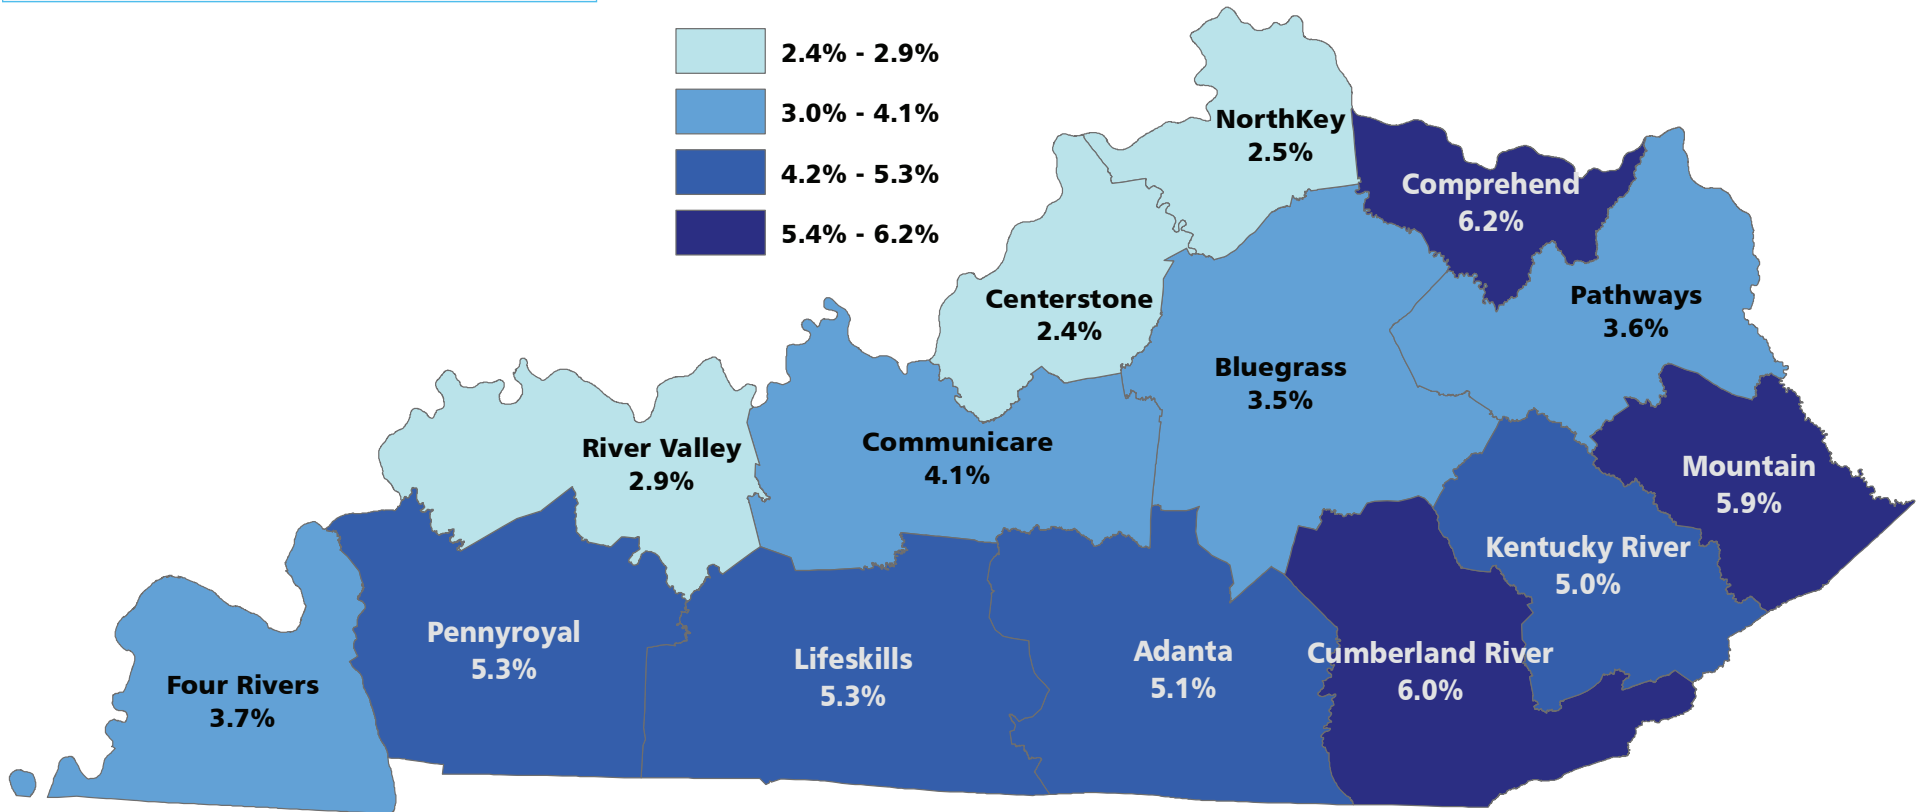 2.4% - 2.9%
3.0% - 4.1%
4.2% - 5.3%
5.4% - 6.2%
NorthKey
2.5%
Comprehend
6.2%
Centerstone
2.4%
Pathways
3.6%
Bluegrass
3.5%
River Valley
2.9%
Communicare
4.1%
Mountain
5.9%
Kentucky River
5.0%
Four Rivers
3.7%
Pennyroyal
5.3%
Lifeskills
5.3%
Adanta
5.1%
Cumberland River
6.0%